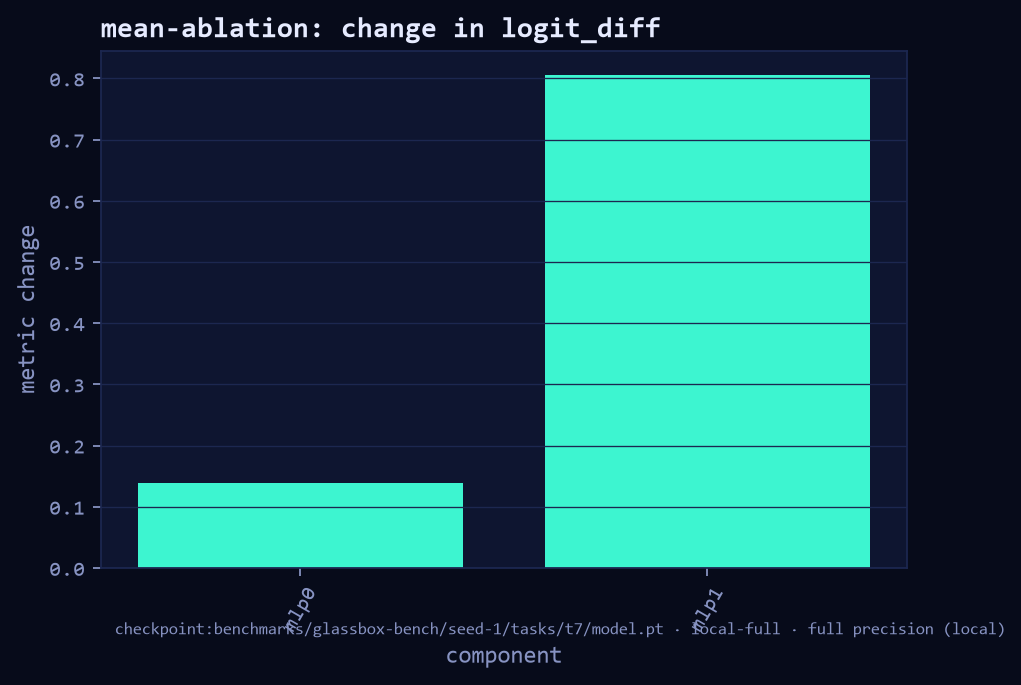 mean-ablation: change in logit_diff
metric change
0.8
0.7
0.6
0.5
0.4
0.3
0.2
0.1
0.0
mlp0
mlp1
checkpoint:benchmarks/glassbox-bench/seed-1/tasks/t7/model.pt · local-full · full precision (local)
component